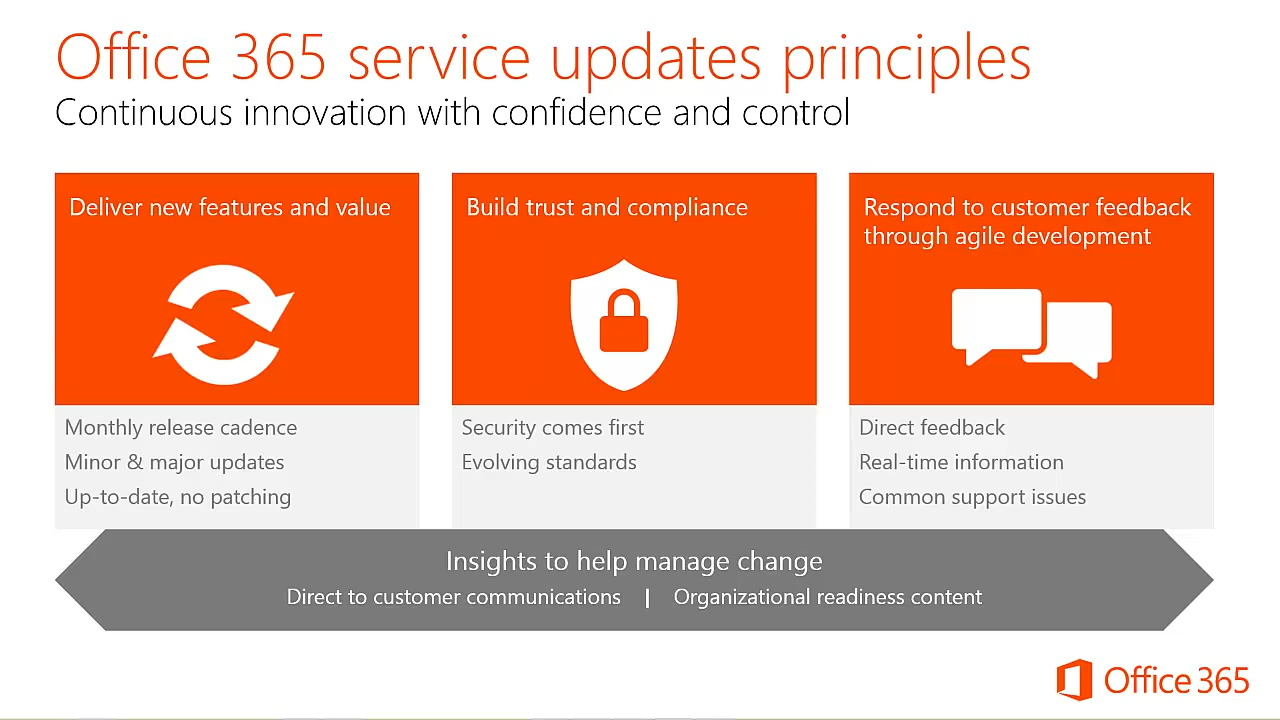 Office 365 service updates principles
Continuous innovation with confidence and control
Deliver new features and value
Monthly release cadence
Minor & major updates
Up-to-date, no patching
Build trust and compliance
Security comes first
Evolving standards
Respond to customer feedback
through agile development
Direct feedback
Real-time information
Common support issues
Insights to help manage change
Direct to customer communications | Organizational readiness content
Office 365